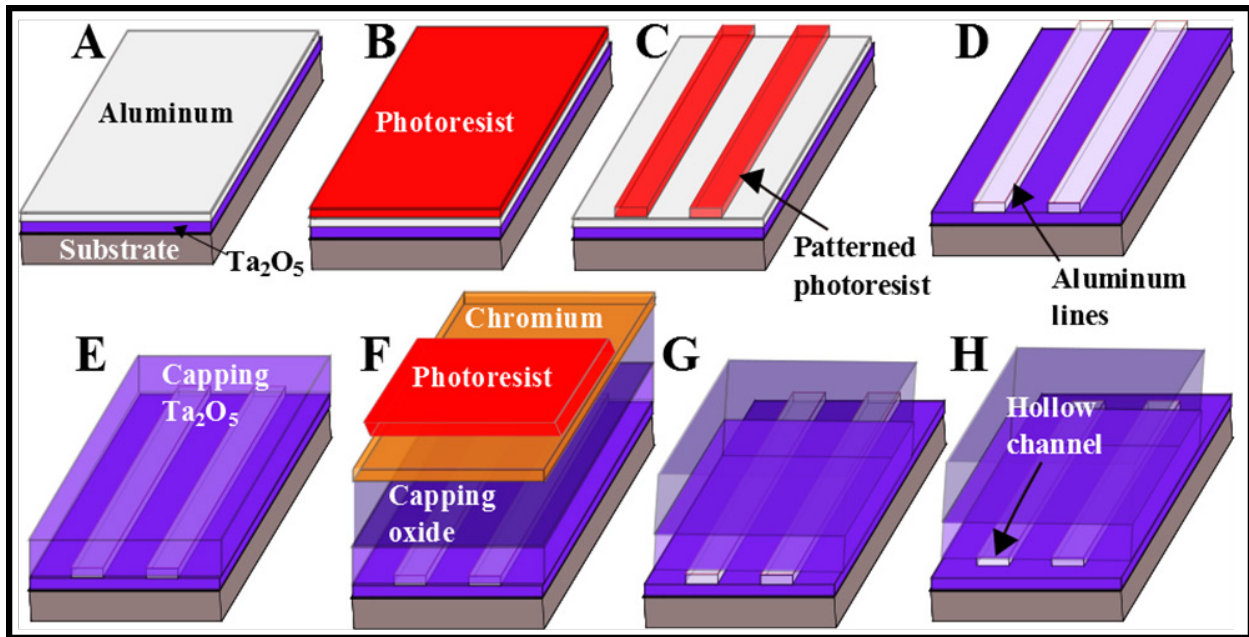 A
Aluminum
Substrate
Ta₂O₅
B
Photoresist
C
Patterned
photoresist
D
Aluminum
lines
E
Capping
Ta₂O₅
F
Chromium
Photoresist
Capping
oxide
G
H
Hollow
channel